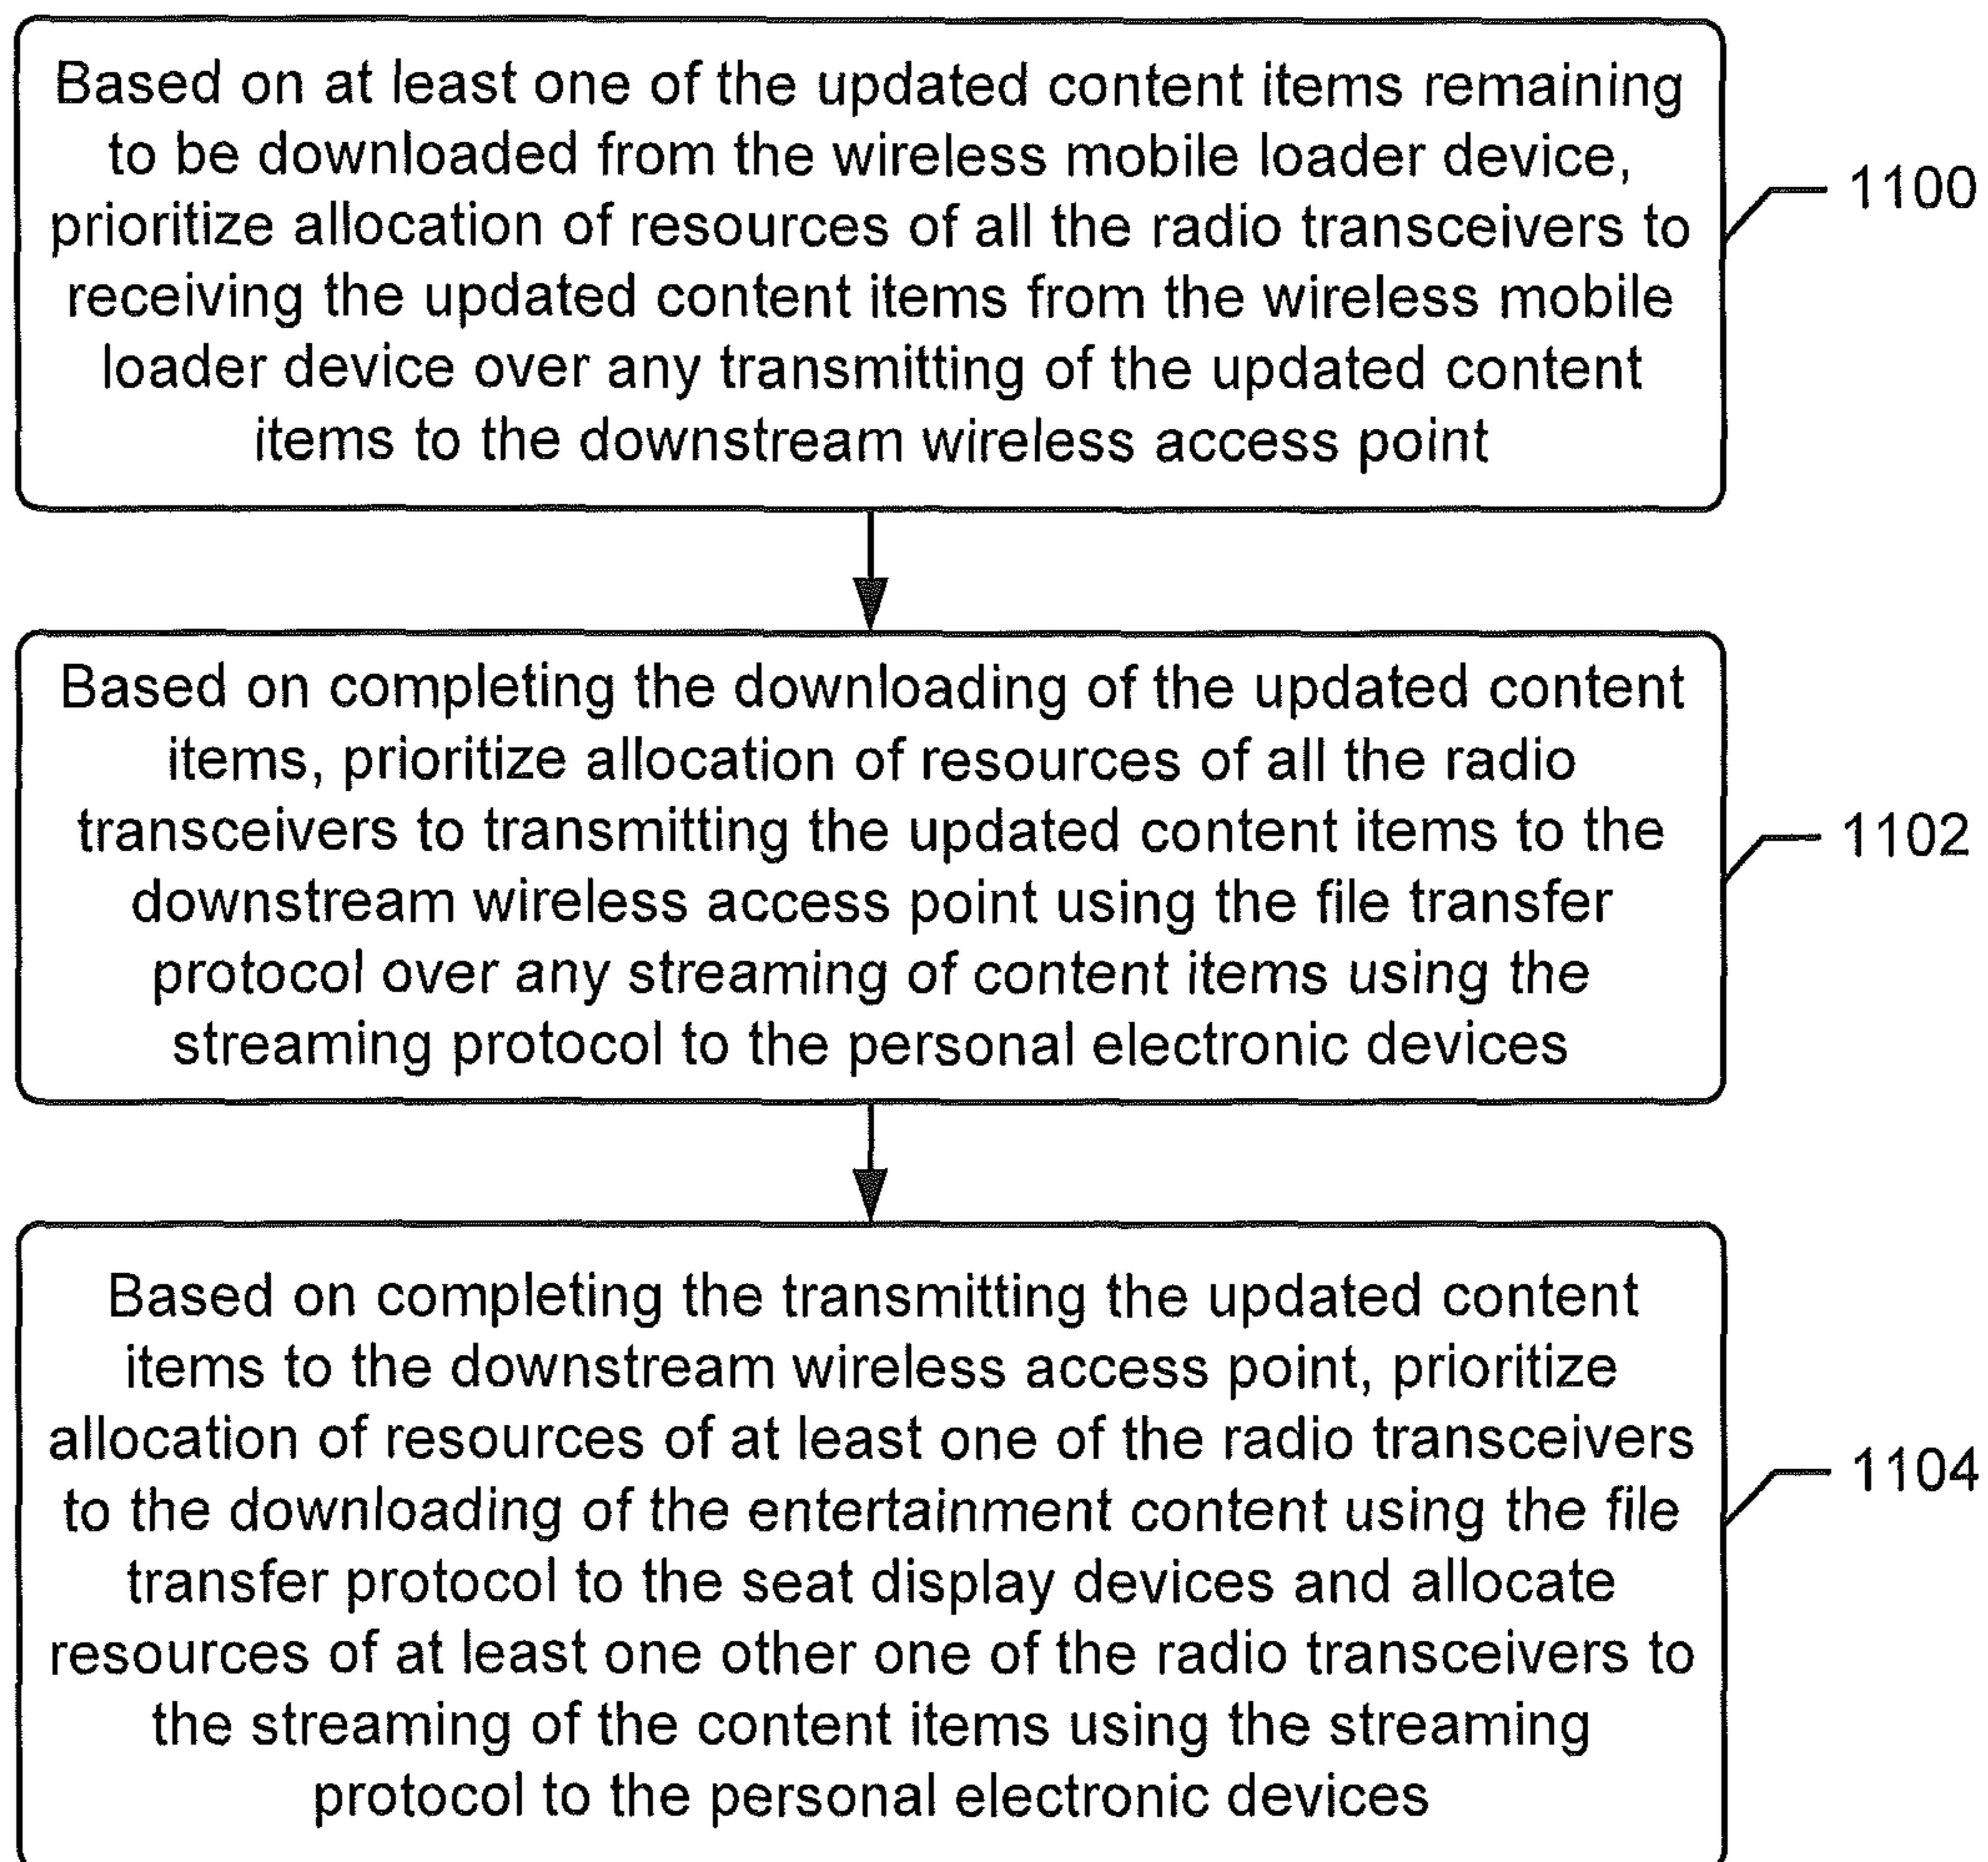 Based on at least one of the updated content items remaining
to be downloaded from the wireless mobile loader device,
prioritize allocation of resources of all the radio transceivers to
receiving the updated content items from the wireless mobile
loader device over any transmitting of the updated content
items to the downstream wireless access point
1100
Based on completing the downloading of the updated content
items, prioritize allocation of resources of all the radio
transceivers to transmitting the updated content items to the
downstream wireless access point using the file transfer
protocol over any streaming of content items using the
streaming protocol to the personal electronic devices
1102
Based on completing the transmitting the updated content
items to the downstream wireless access point, prioritize
allocation of resources of at least one of the radio transceivers
to the downloading of the entertainment content using the file
transfer protocol to the seat display devices and allocate
resources of at least one other one of the radio transceivers to
the streaming of the content items using the streaming
protocol to the personal electronic devices
1104